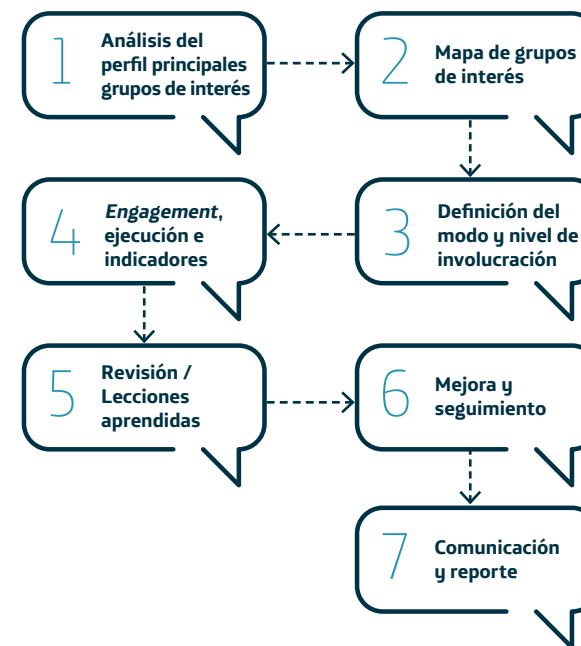 1
Análisis del
perfil principales
grupos de interés
2
Mapa de grupos
de interés
3
Definición del
modo y nivel de
involucración
4
Engagement,
ejecución e
indicadores
5
Revisión /
Lecciones
aprendidas
6
Mejora y
seguimiento
7
Comunicación
y reporte